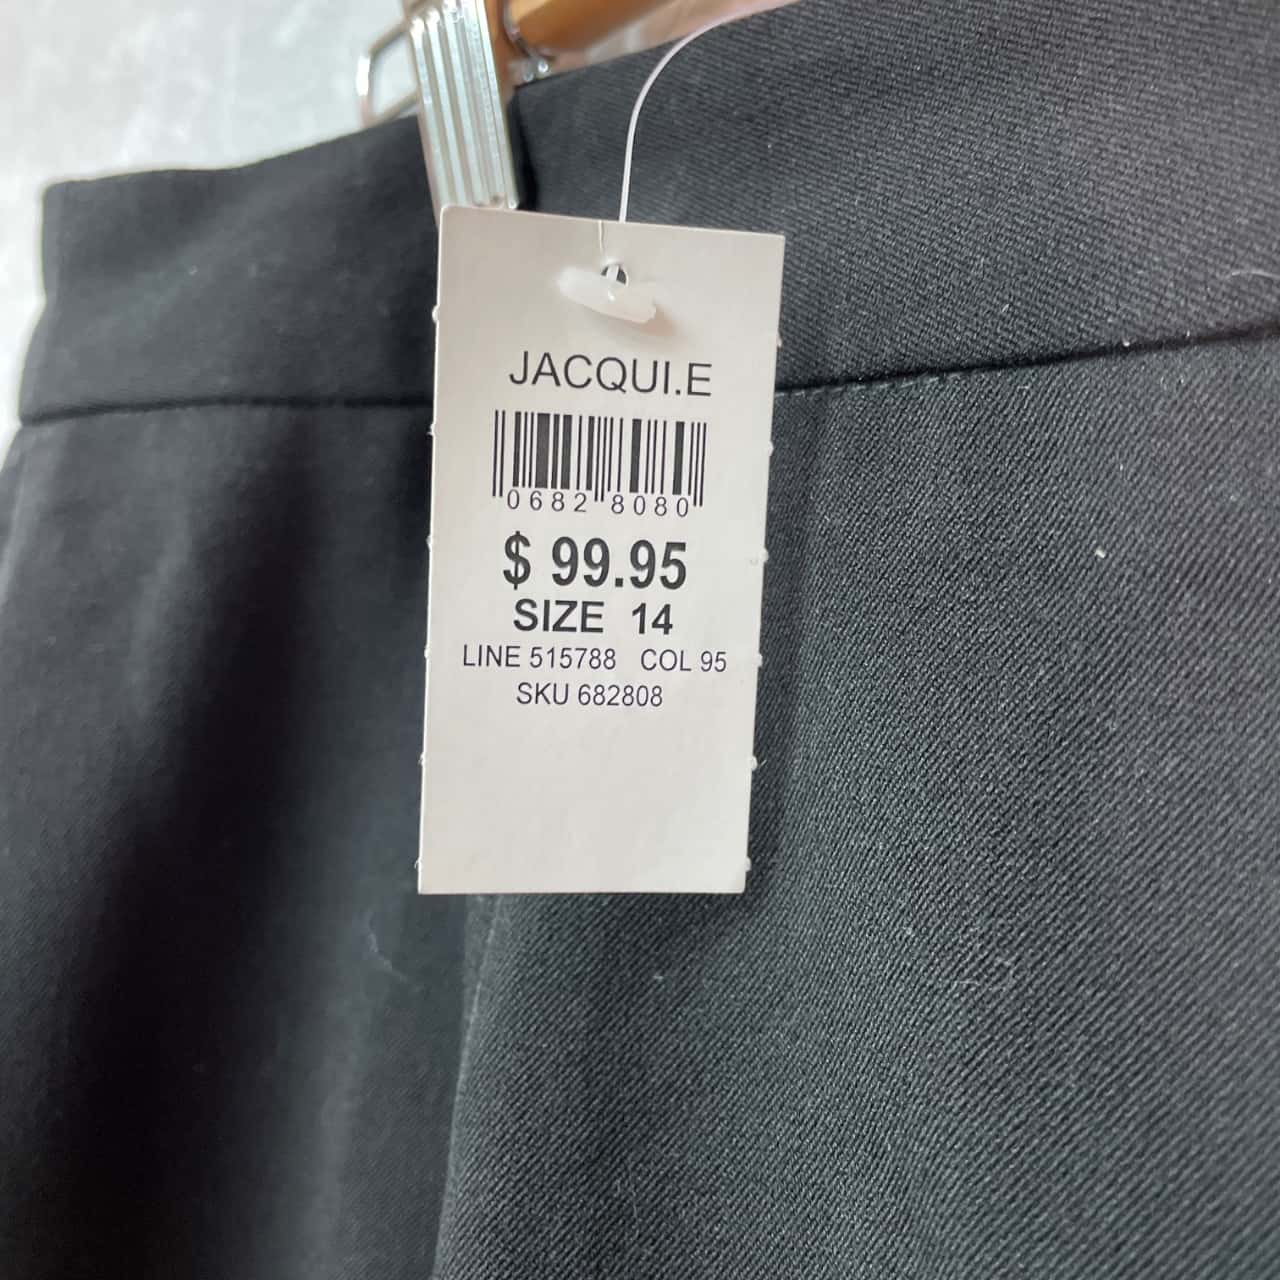 JACQUI.E
0682 8080
$ 99.95
SIZE 14
LINE 515788 COL 95
SKU 682808